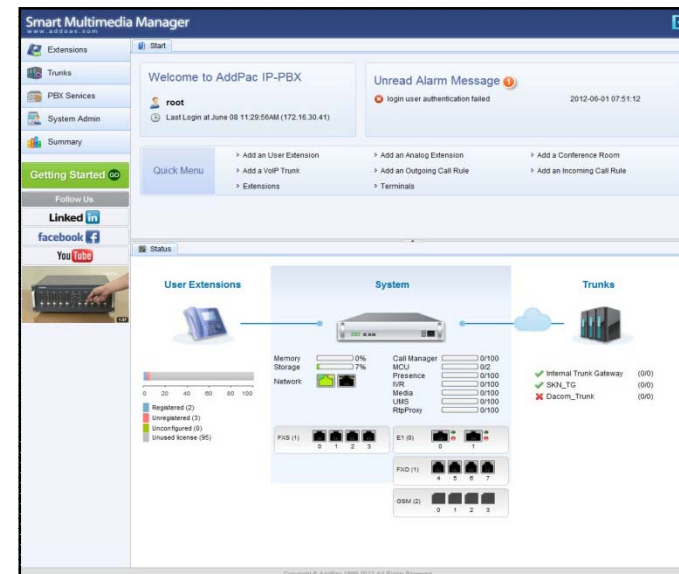 Smart Multimedia Manager
www.addpac.com
Extensions
Trunks
PBX Services
System Admin
Summary
Getting Started GO
Follow Us
Linked in
facebook f
You Tube
Start
Welcome to AddPac IP-PBX
root
Last Login at June 08 11:29:56AM (172.16.30.41)
Unread Alarm Message 1
login user authentication failed 2012-06-01 07:51:12
Quick Menu
> Add an User Extension > Add an Analog Extension > Add a Conference Room
> Add a VoIP Trunk > Add an Outgoing Call Rule > Add an Incoming Call Rule
> Extensions > Terminals
Status
User Extensions
0 20 40 60 80 100
Registered (2)
Unregistered (3)
Unconfigured (0)
Unused license (95)
System
Memory 0%
Storage 7%
Network
Call Manager 0/100
MCU 0/2
Presence 0/100
IVR 0/100
Media 0/100
UMS 0/100
RtpProxy 0/100
FXS (1)
0 1 2 3
E1 (0)
0 1
FXO (1)
4 5 6 7
GSM (2)
0 1 2 3
Trunks
Internal Trunk Gateway (0/0)
SKN_TG (0/0)
Dacom_Trunk (0/0)